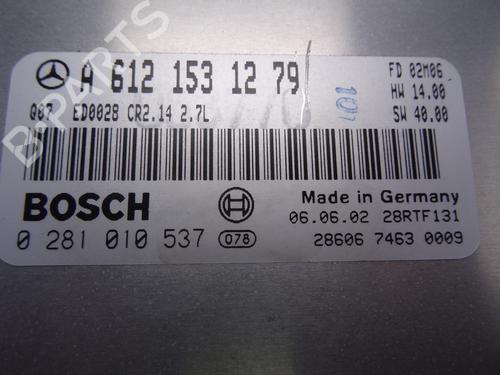 A 612 153 12 79
FD 02M06
Q07 ED0028 CR2.14 2.7L
HW 14.00
SW 40.00
101
BOSCH
Made in Germany
06.06.02 28RTF131
0 281 010 537 078
28606 7463 0009
B-PARTS